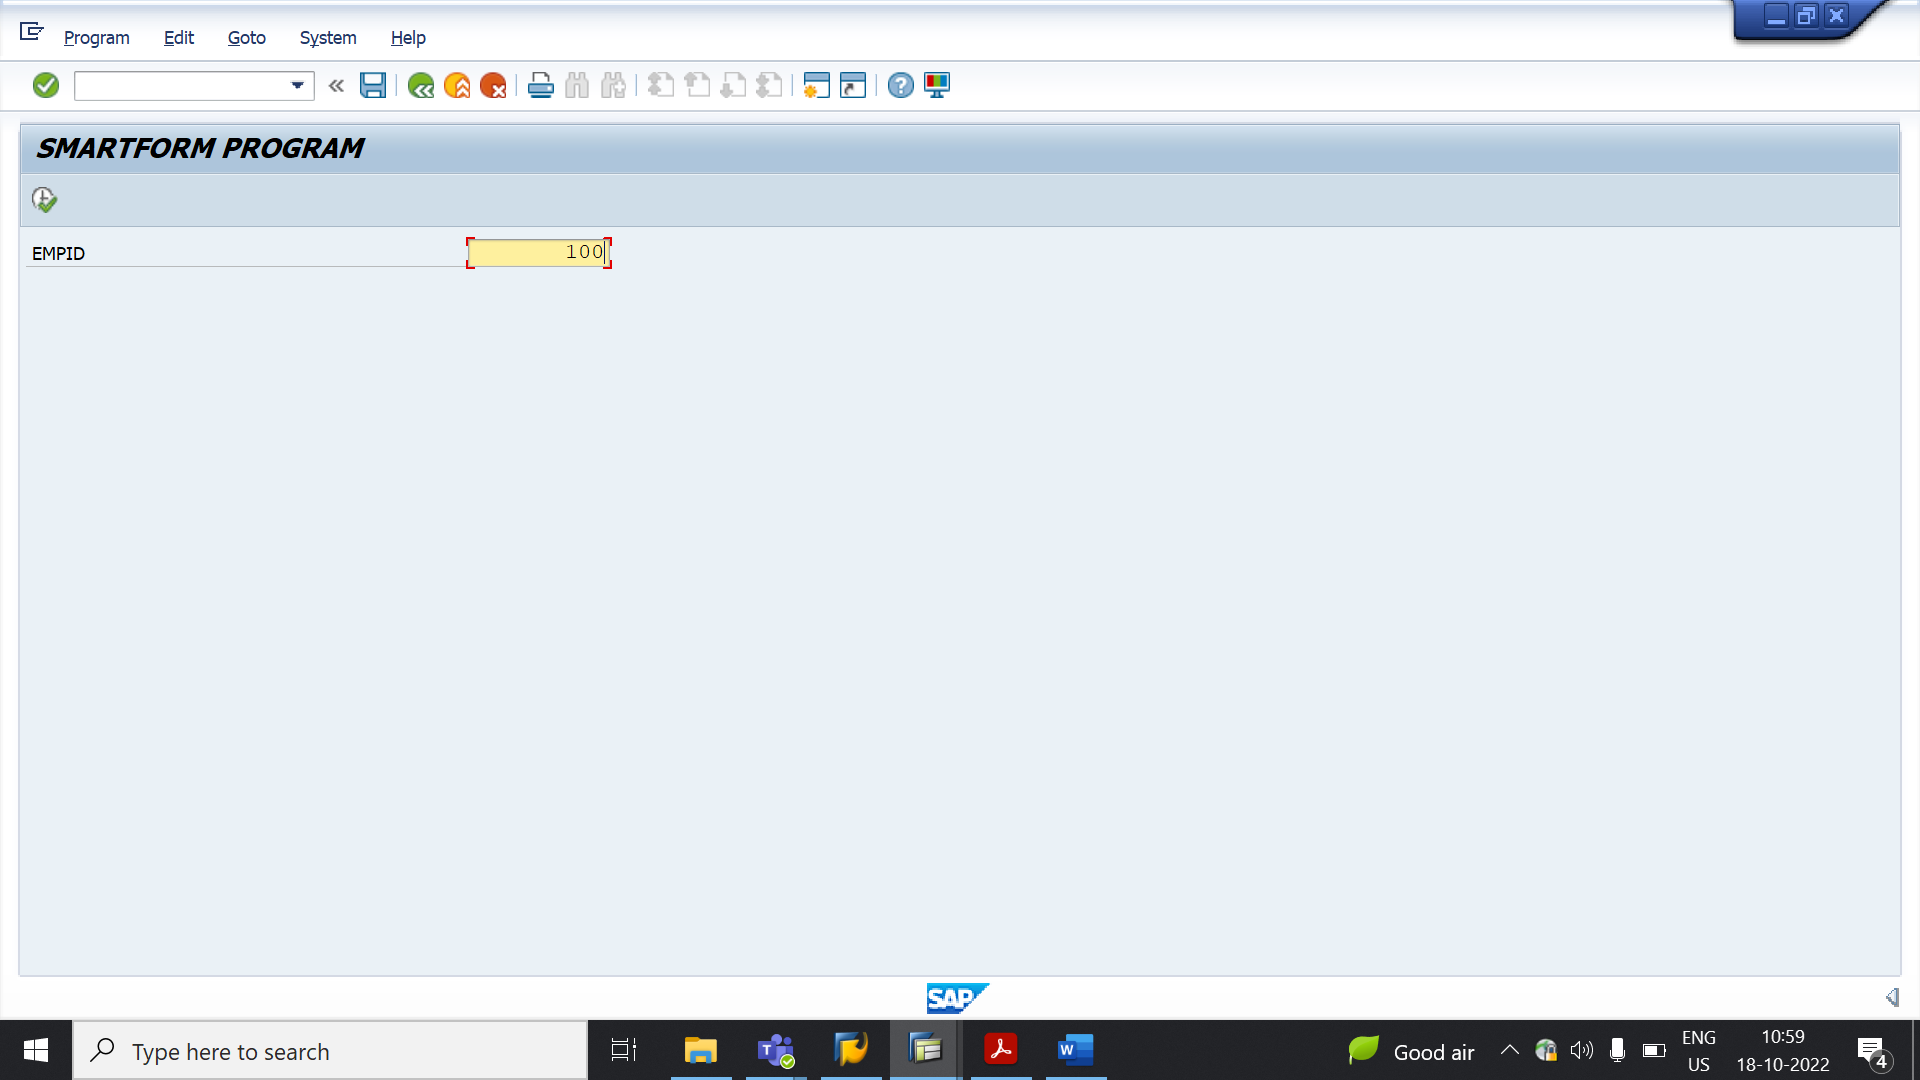 Program Edit Goto System Help
SMARTFORM PROGRAM
EMPID 100
SAP
Type here to search
T
W
Good air
ENG
US
10:59
18-10-2022
4